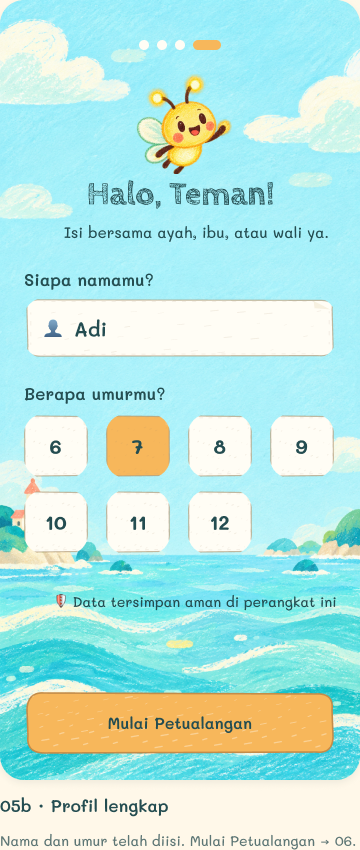 Halo, Teman!
Isi bersama ayah, ibu, atau wali ya.
Siapa namamu?
Adi
Berapa umurmu?
6 7 8 9
10 11 12
Data tersimpan aman di perangkat ini
Mulai Petualangan
05b · Profil lengkap
Nama dan umur telah diisi. Mulai Petualangan → 06.